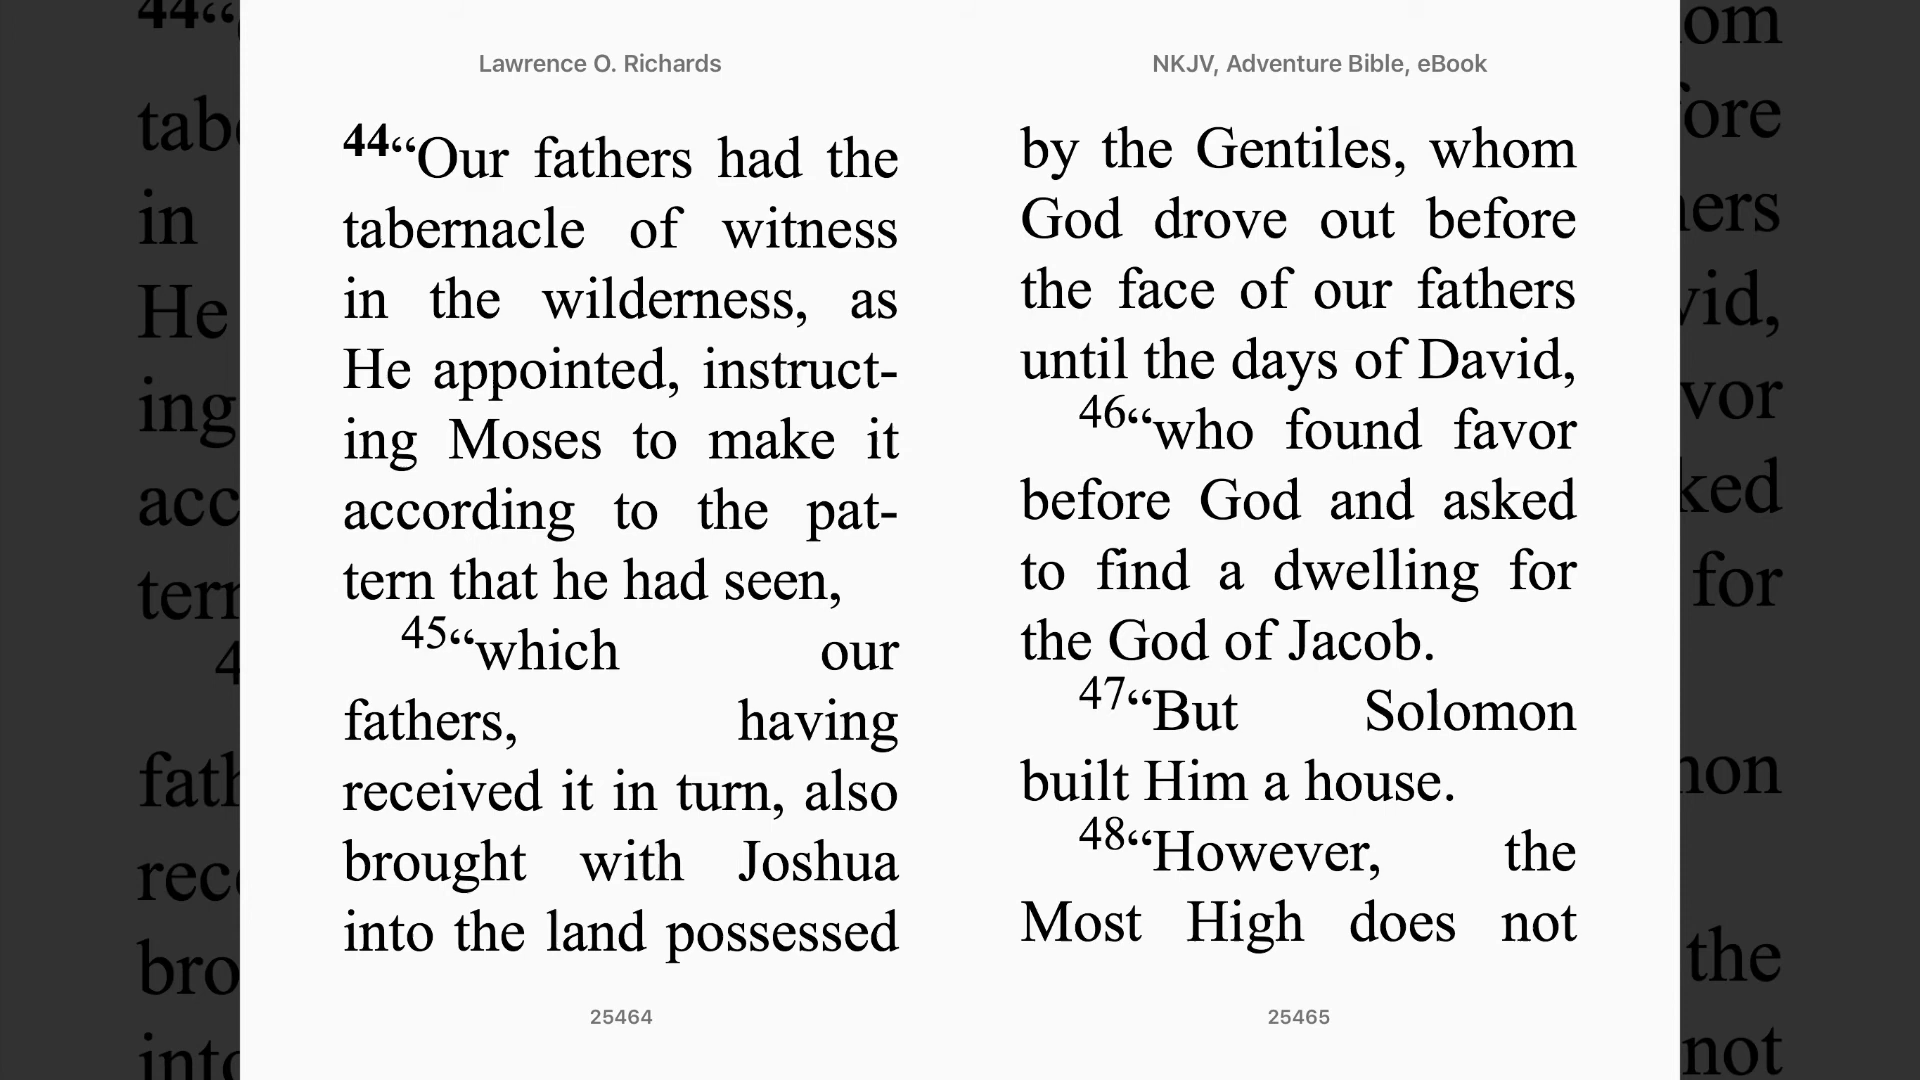 Lawrence O. Richards
44“Our fathers had the
tabernacle of witness
in the wilderness, as
He appointed, instruct-
ing Moses to make it
according to the pat-
tern that he had seen,
45“which our
fathers, having
received it in turn, also
brought with Joshua
into the land possessed
25464
NKJV, Adventure Bible, eBook
by the Gentiles, whom
God drove out before
the face of our fathers
until the days of David,
46“who found favor
before God and asked
to find a dwelling for
the God of Jacob.
47“But Solomon
built Him a house.
48“However, the
Most High does not
25465